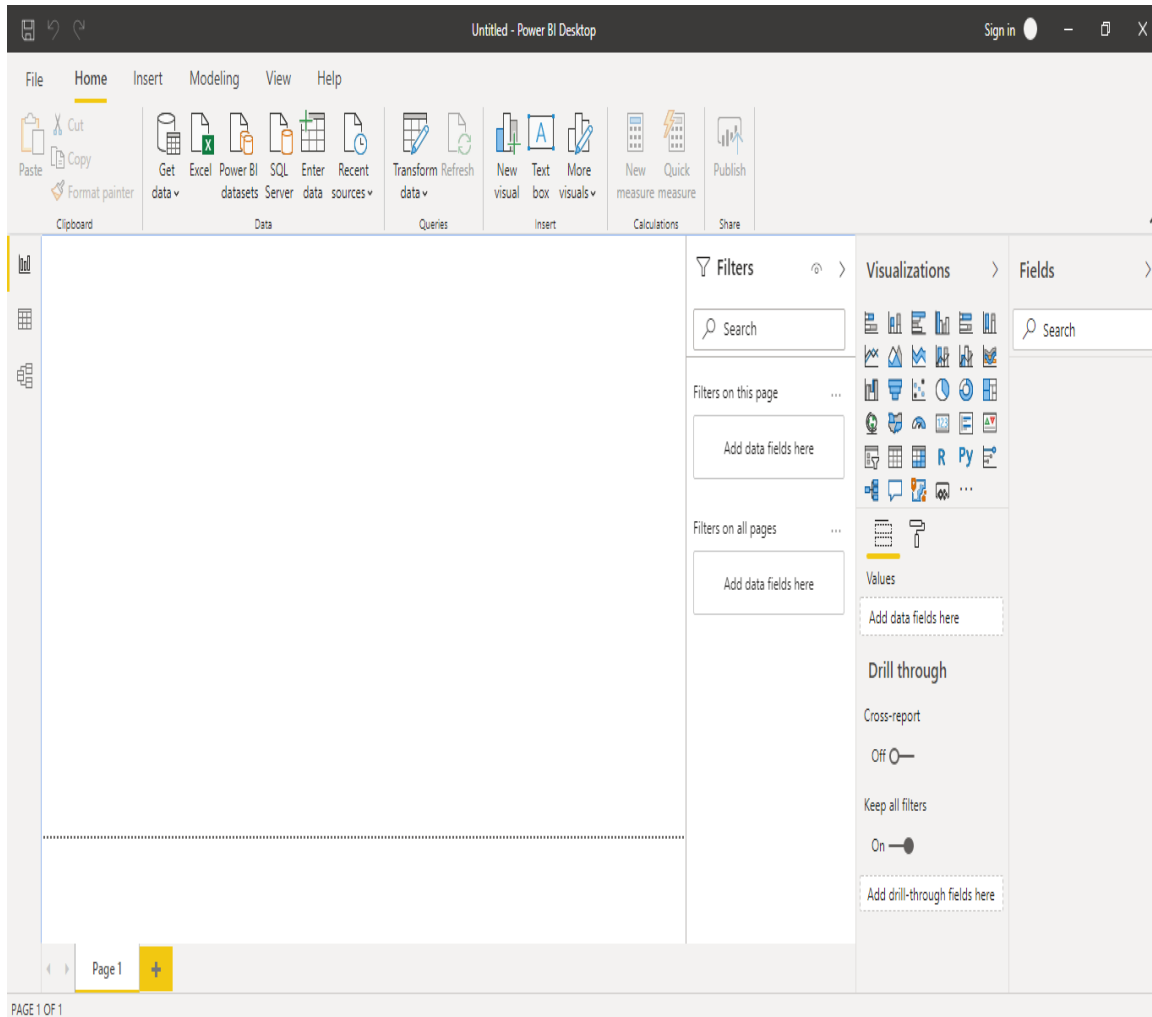 Untitled - Power BI Desktop
Sign in
File Home Insert Modeling View Help
Paste
Cut
Copy
Format painter
Clipboard
Get data
Excel
Power BI datasets
SQL Server
Enter data
Recent sources
Data
Transform data
Refresh
Queries
New visual
Text box
More visuals
Insert
New measure
Quick measure
Calculations
Publish
Share
Filters
Search
Filters on this page
Add data fields here
Filters on all pages
Add data fields here
Visualizations
123
R
Py
Values
Add data fields here
Drill through
Cross-report
Off
Keep all filters
On
Add drill-through fields here
Fields
Search
Page 1
PAGE 1 OF 1